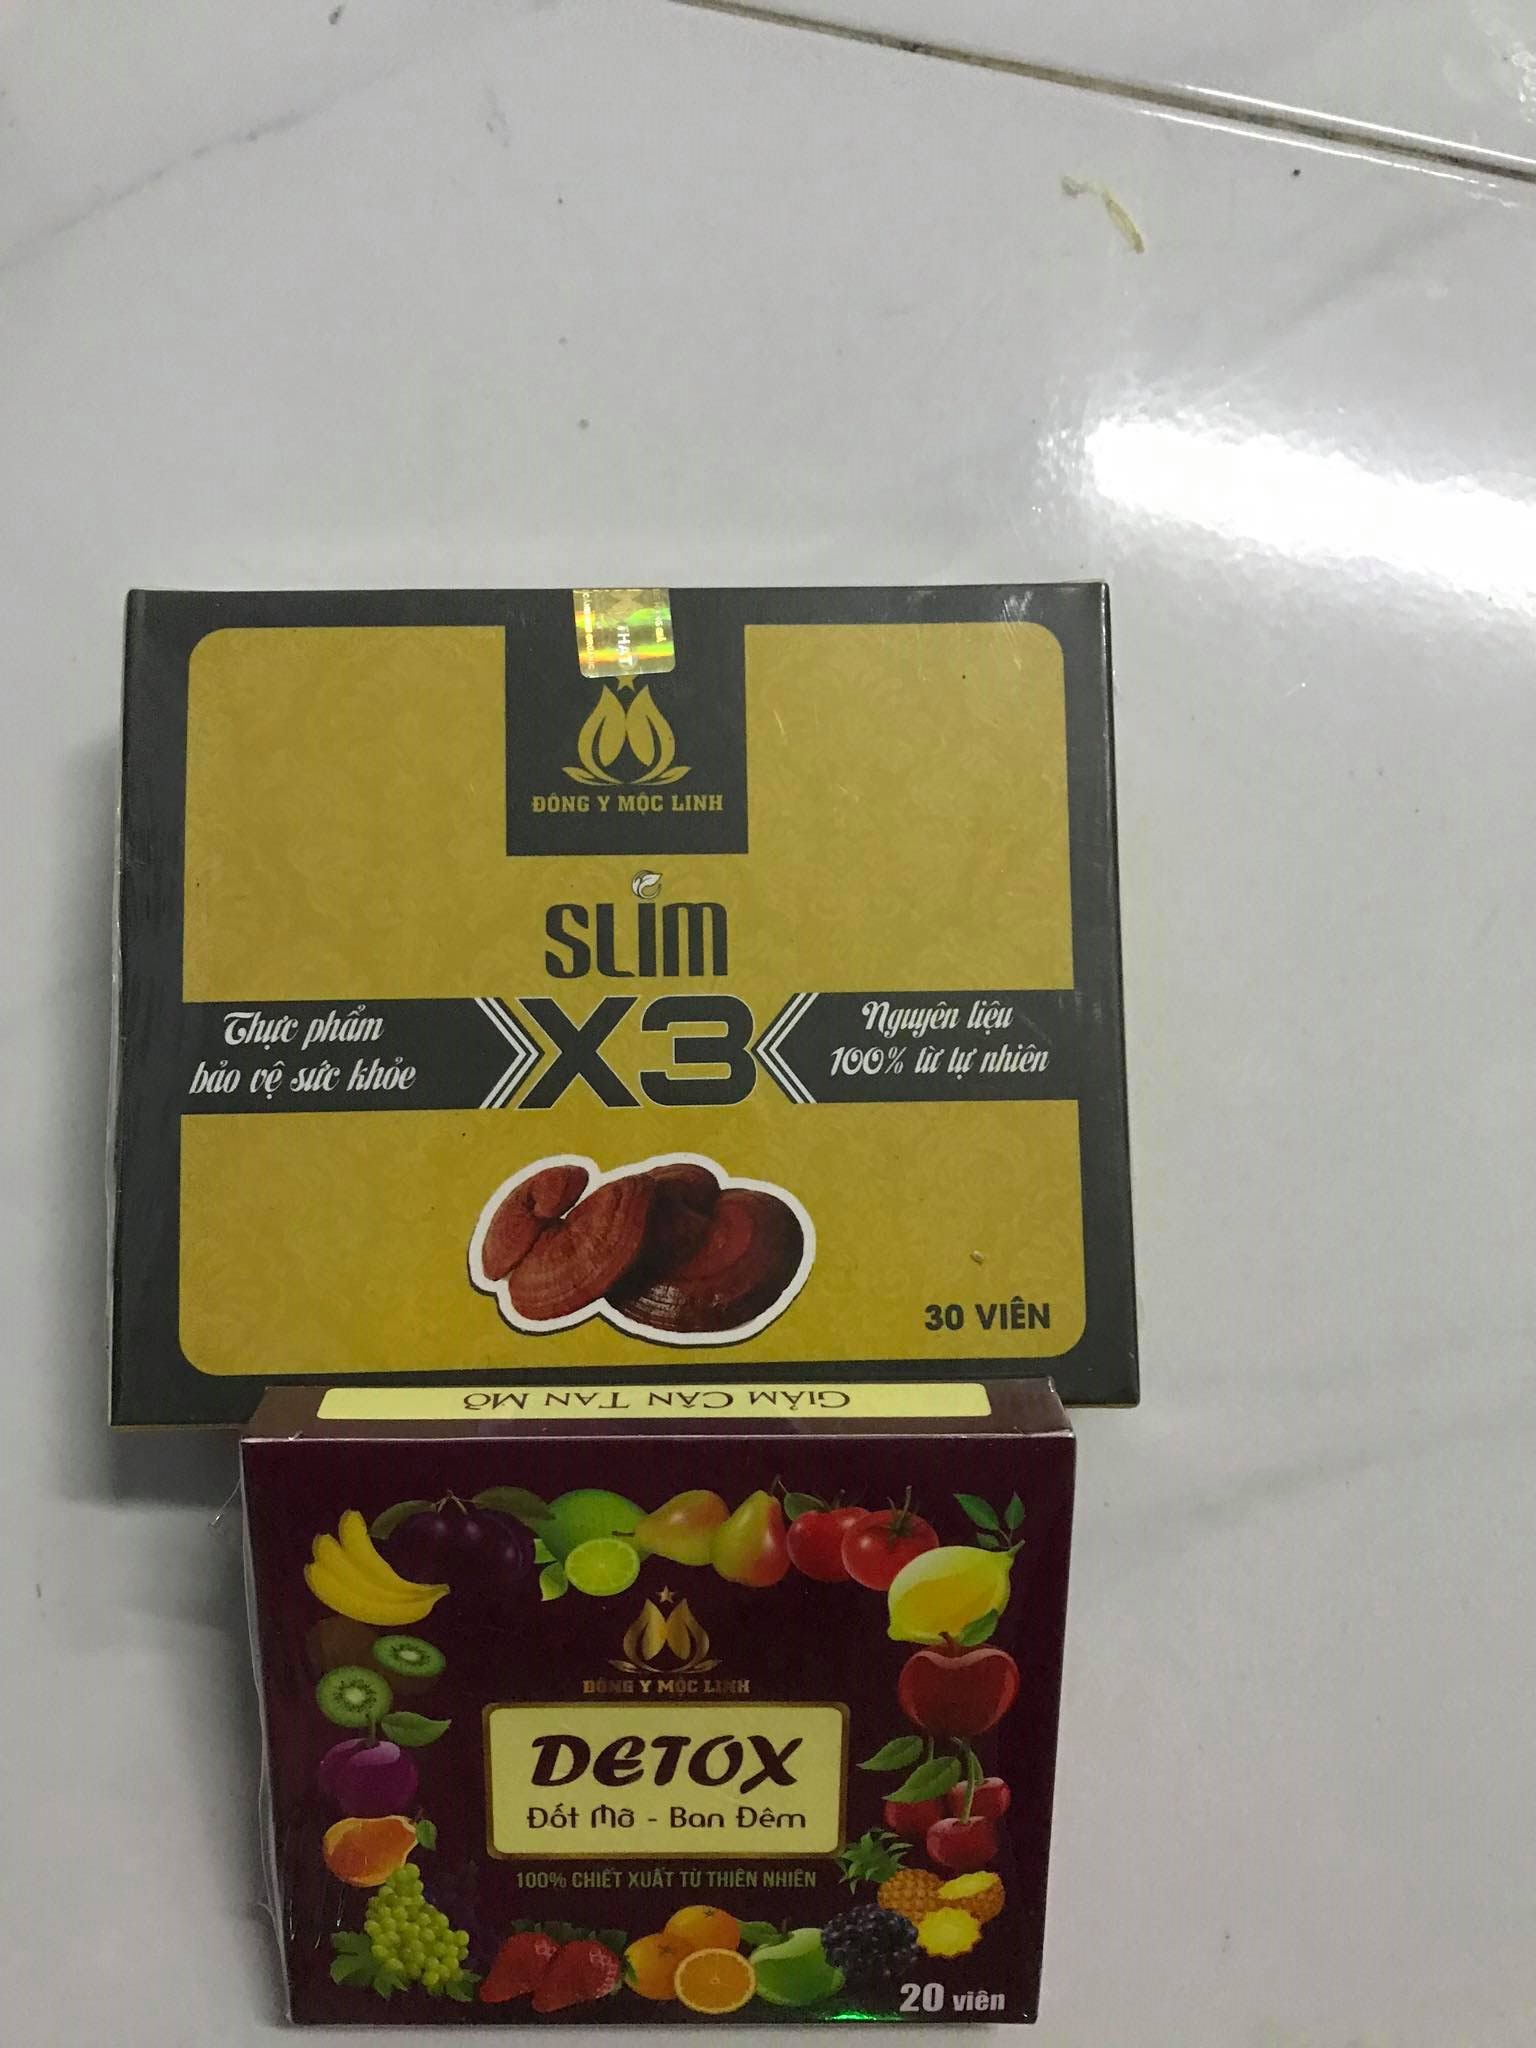 THẬT
ĐÔNG Y MỘC LINH
SLIM
X3
Thực phẩm
bảo vệ sức khỏe
Nguyên liệu
100% từ tự nhiên
30 VIÊN
GIẢM CÂN TAN MỠ
ĐÔNG Y MỘC LINH
DETOX
Đốt Mỡ - Ban Đêm
100% CHIẾT XUẤT TỪ THIÊN NHIÊN
20 viên